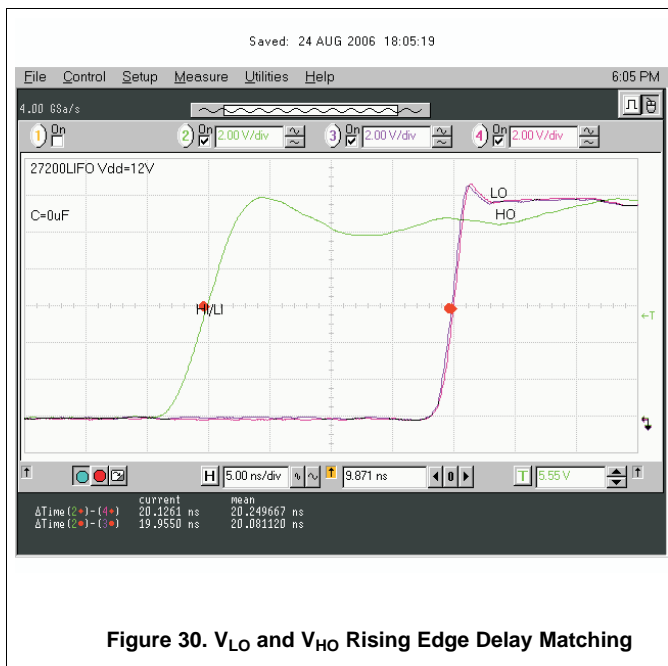 Saved: 24 AUG 2006 18:05:19
File Control Setup Measure Utilities Help 6:05 PM
4.00 GSa/s
1 On 2 On 2.00 V/div 3 On 2.00 V/div 4 On 2.00 V/div
27200LIFO Vdd=12V
LO
C=0uF
HO
HI/LI
←T
H 5.00 ns/div 9.871 ns 0 T 5.55 V
current mean
ΔTime(2●)-(4●) 20.1261 ns 20.249667 ns
ΔTime(2●)-(3●) 19.9550 ns 20.081120 ns
Figure 30. VLO and VHO Rising Edge Delay Matching